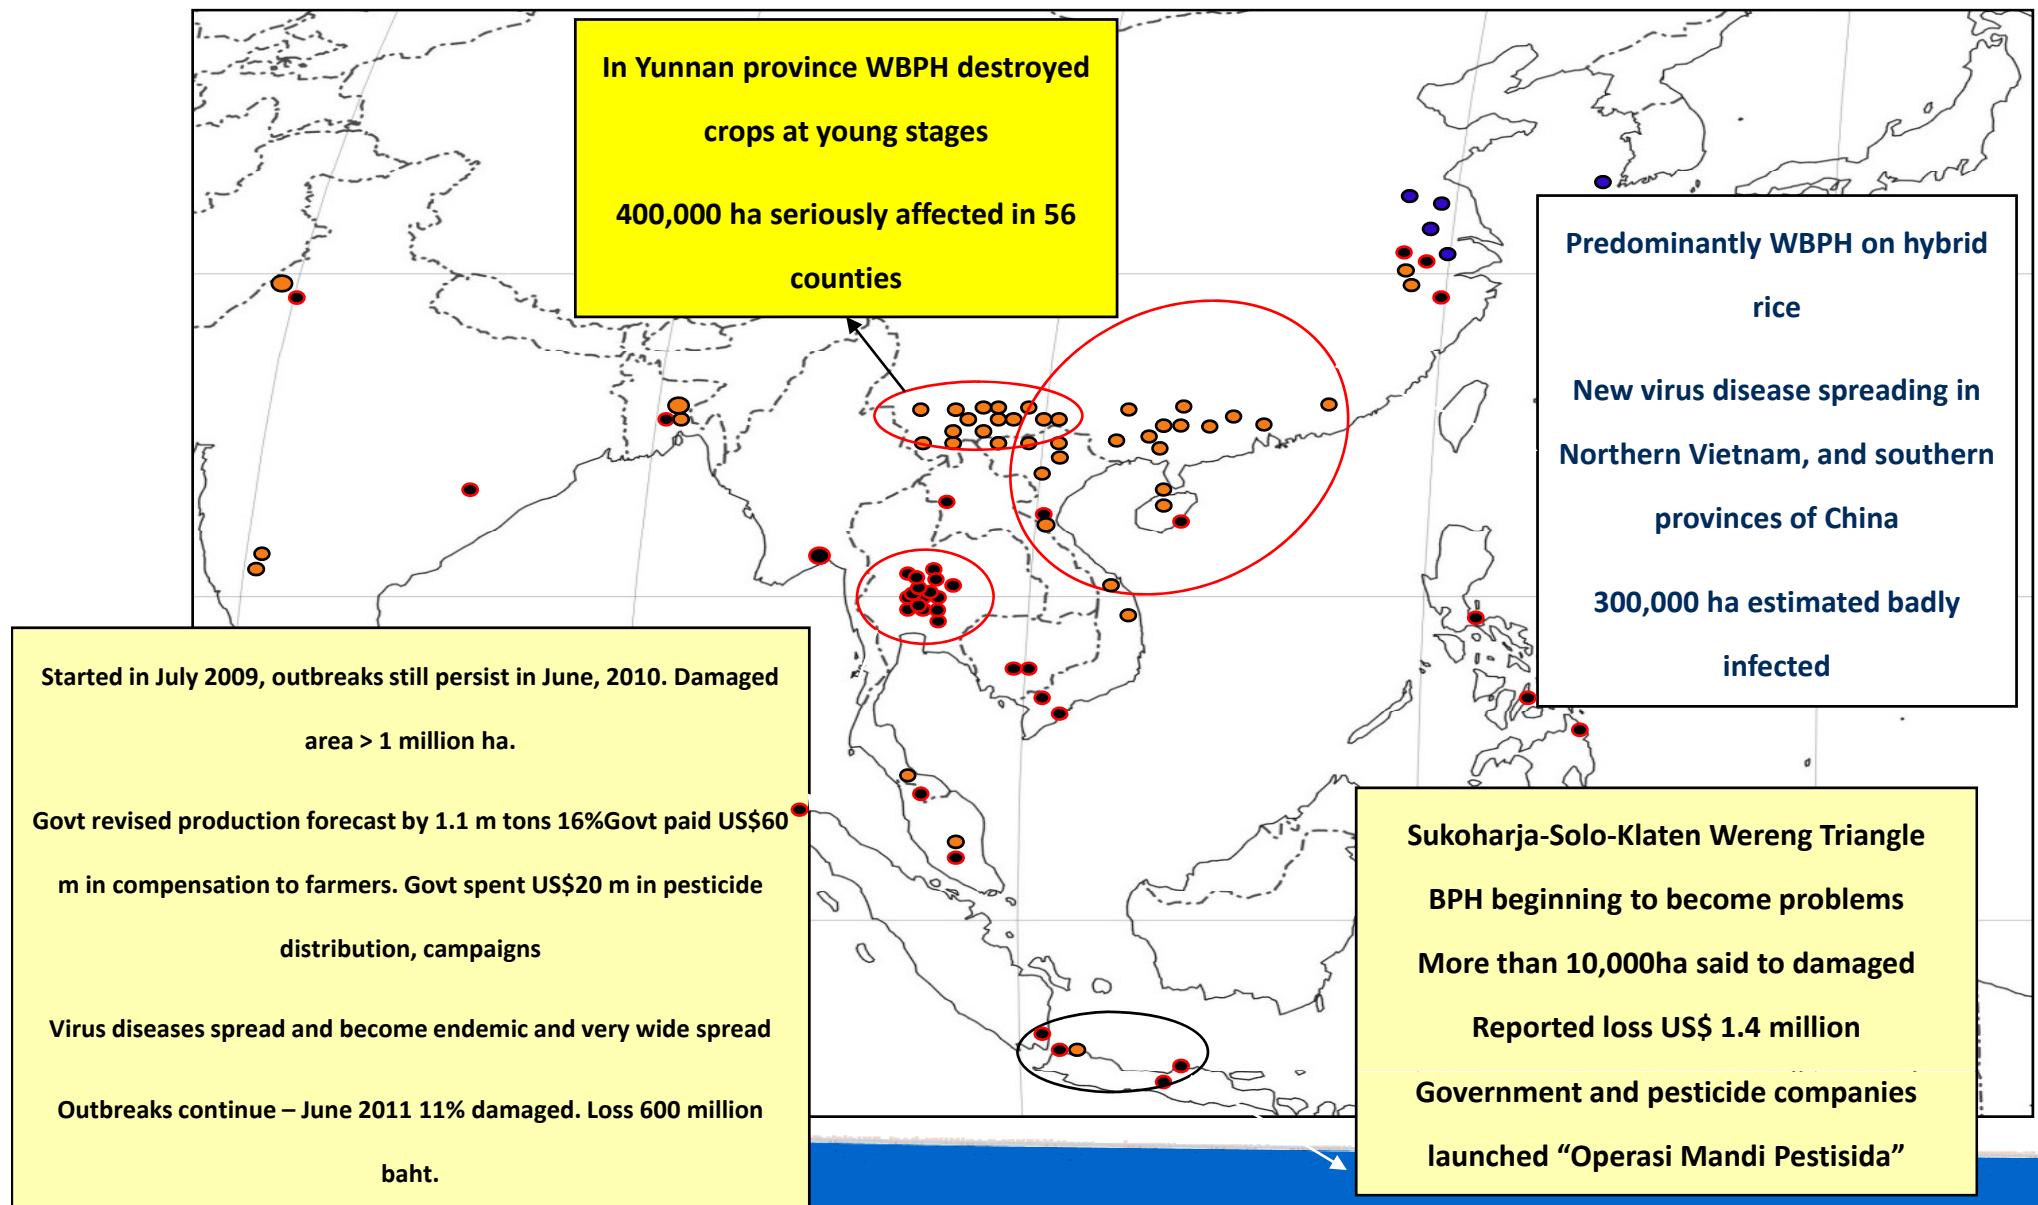 In Yunnan province WBPH destroyed
crops at young stages
400,000 ha seriously affected in 56
counties
Predominantly WBPH on hybrid
rice
New virus disease spreading in
Northern Vietnam, and southern
provinces of China
300,000 ha estimated badly
infected
Started in July 2009, outbreaks still persist in June, 2010. Damaged
area > 1 million ha.
Govt revised production forecast by 1.1 m tons 16%Govt paid US$60
m in compensation to farmers. Govt spent US$20 m in pesticide
distribution, campaigns
Virus diseases spread and become endemic and very wide spread
Outbreaks continue – June 2011 11% damaged. Loss 600 million
baht.
Sukoharja-Solo-Klaten Wereng Triangle
BPH beginning to become problems
More than 10,000ha said to damaged
Reported loss US$ 1.4 million
Government and pesticide companies
launched “Operasi Mandi Pestisida”